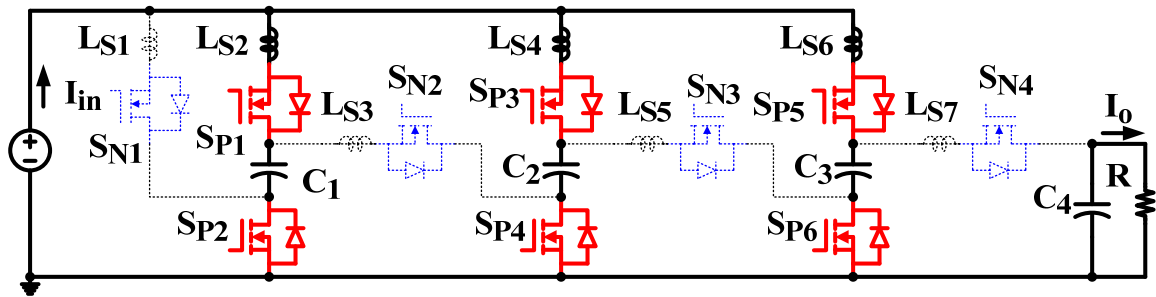 LS1
LS2
LS4
LS6
Iin
SN1
SP1
LS3
SN2
SP3
LS5
SN3
SP5
LS7
SN4
Io
C1
C2
C3
C4
R
SP2
SP4
SP6